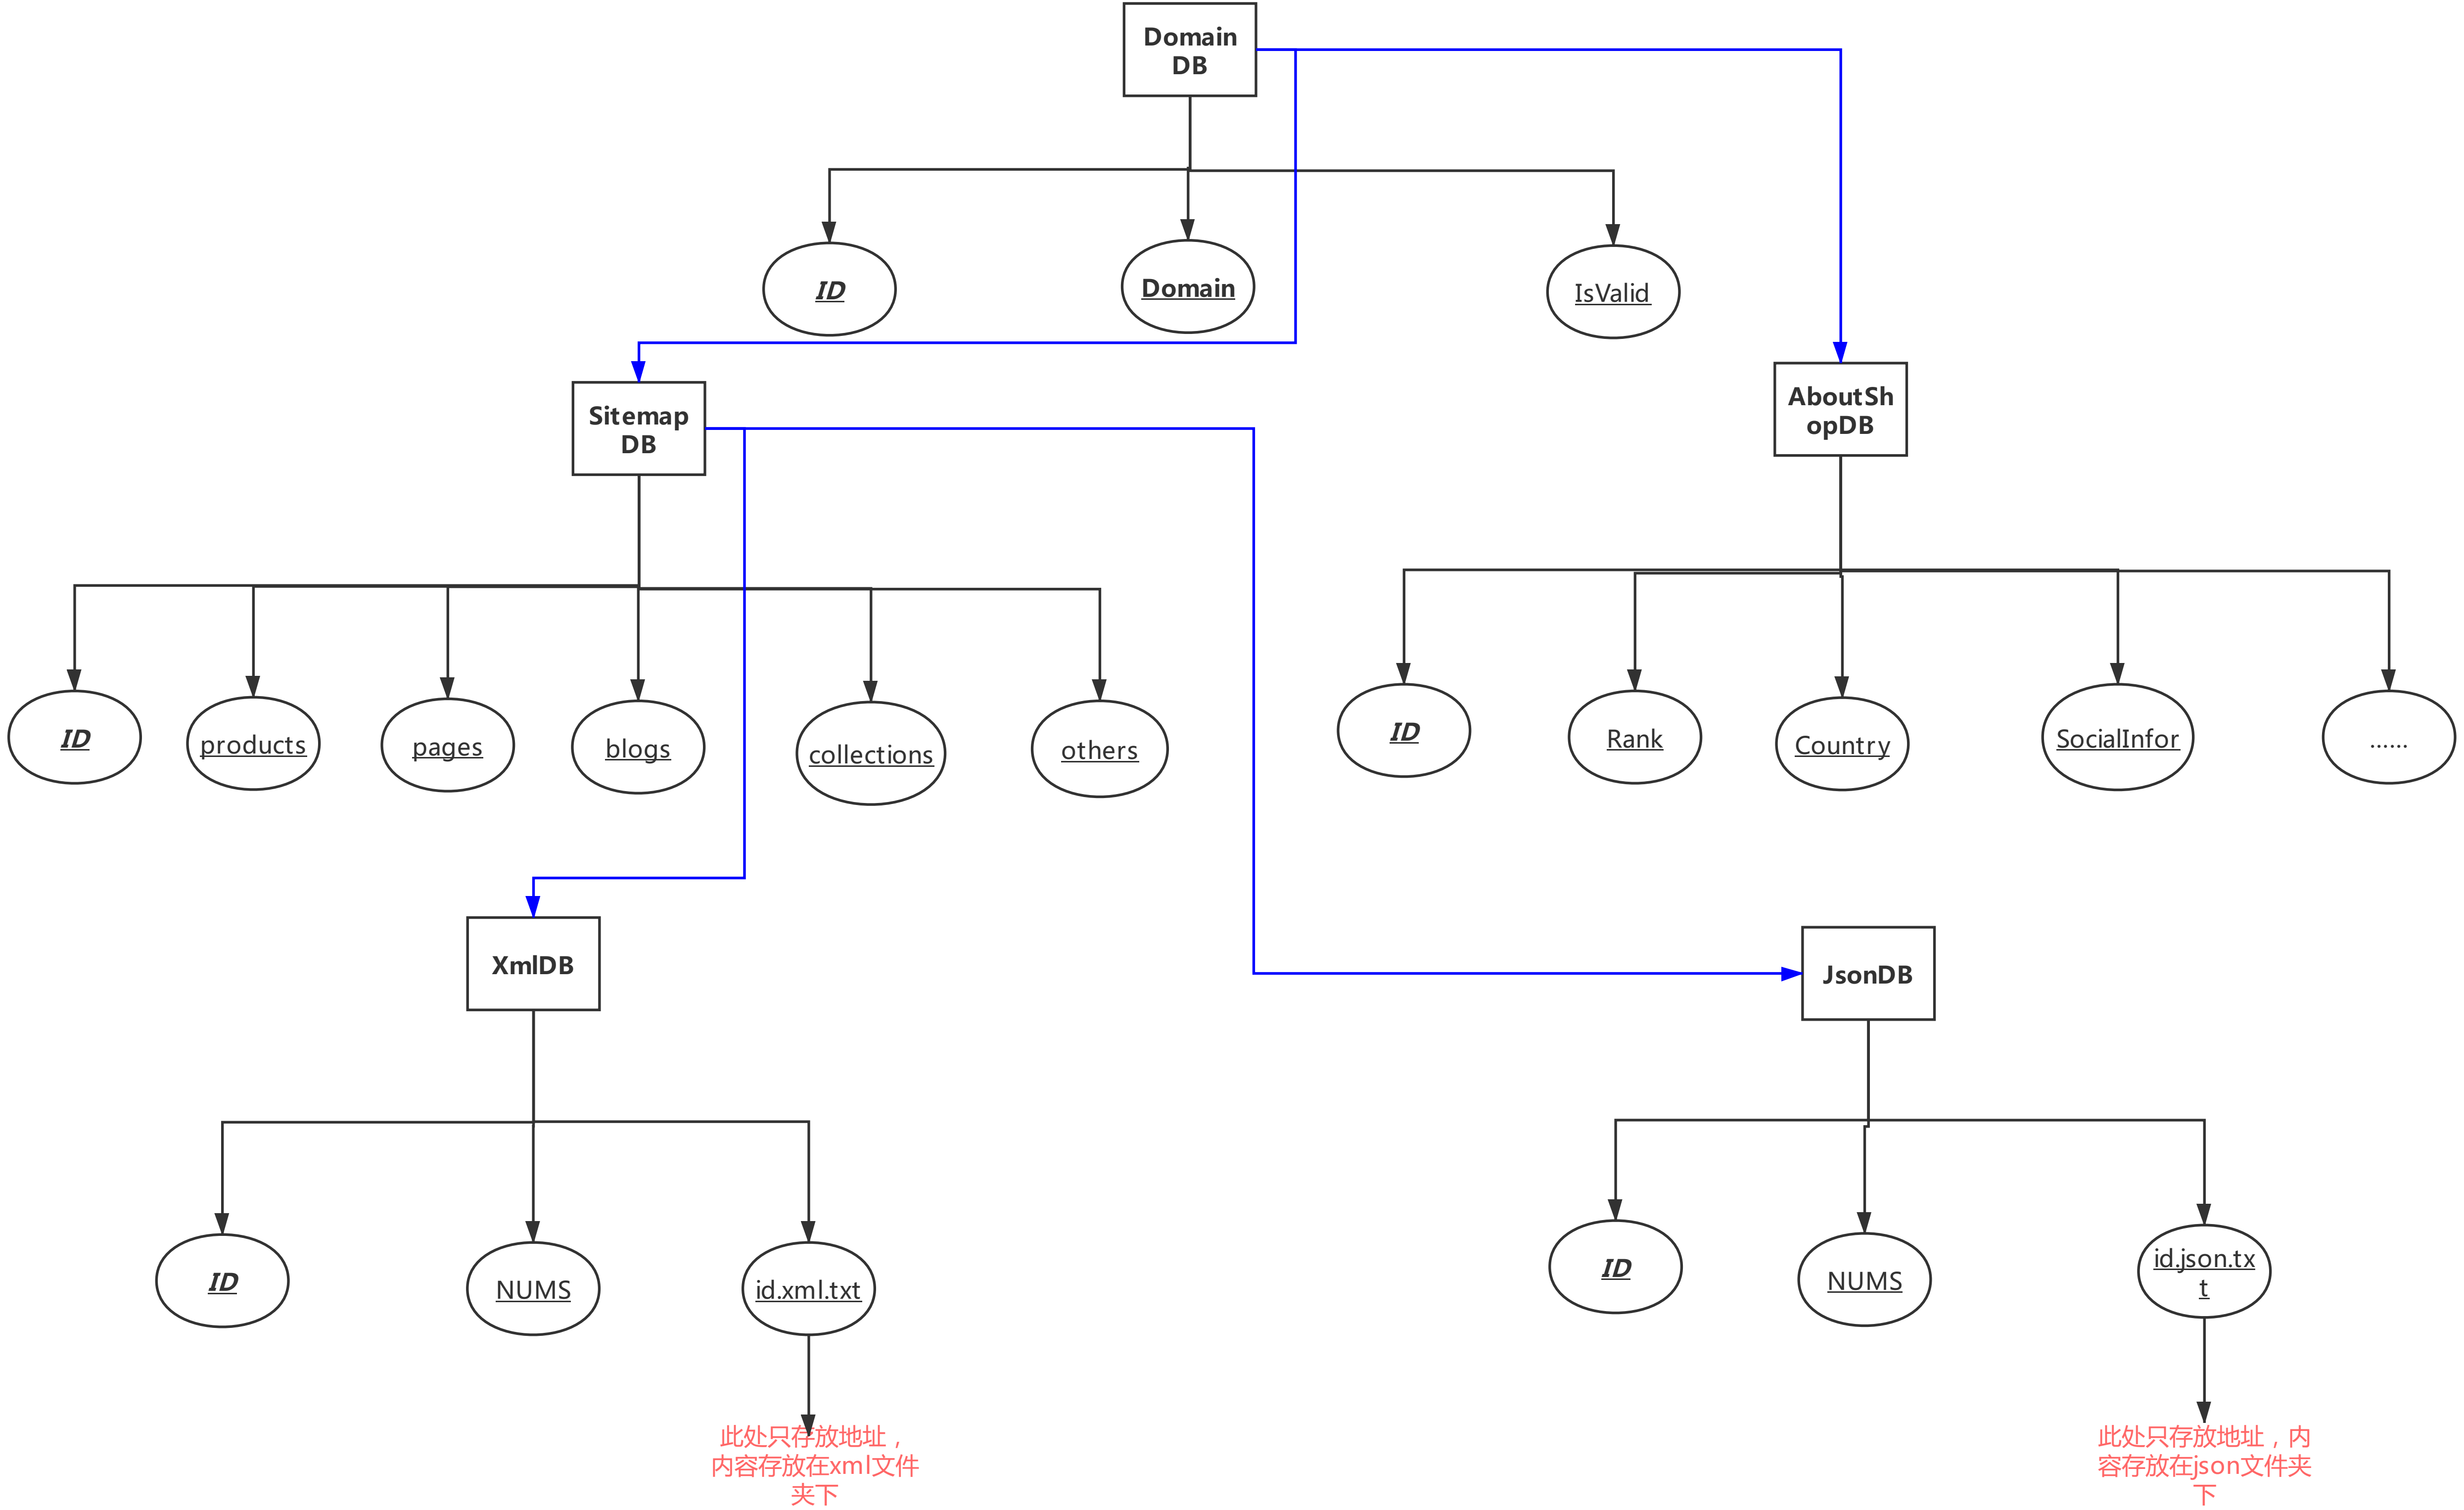 Domain
DB
ID
Domain
IsValid
Sitemap
DB
AboutSh
opDB
ID
products
pages
blogs
collections
others
ID
Rank
Country
SocialInfor
......
XmlDB
JsonDB
ID
NUMS
id.xml.txt
ID
NUMS
id.json.tx
t
此处只存放地址，
内容存放在xml文件
夹下
此处只存放地址，内
容存放在json文件夹
下